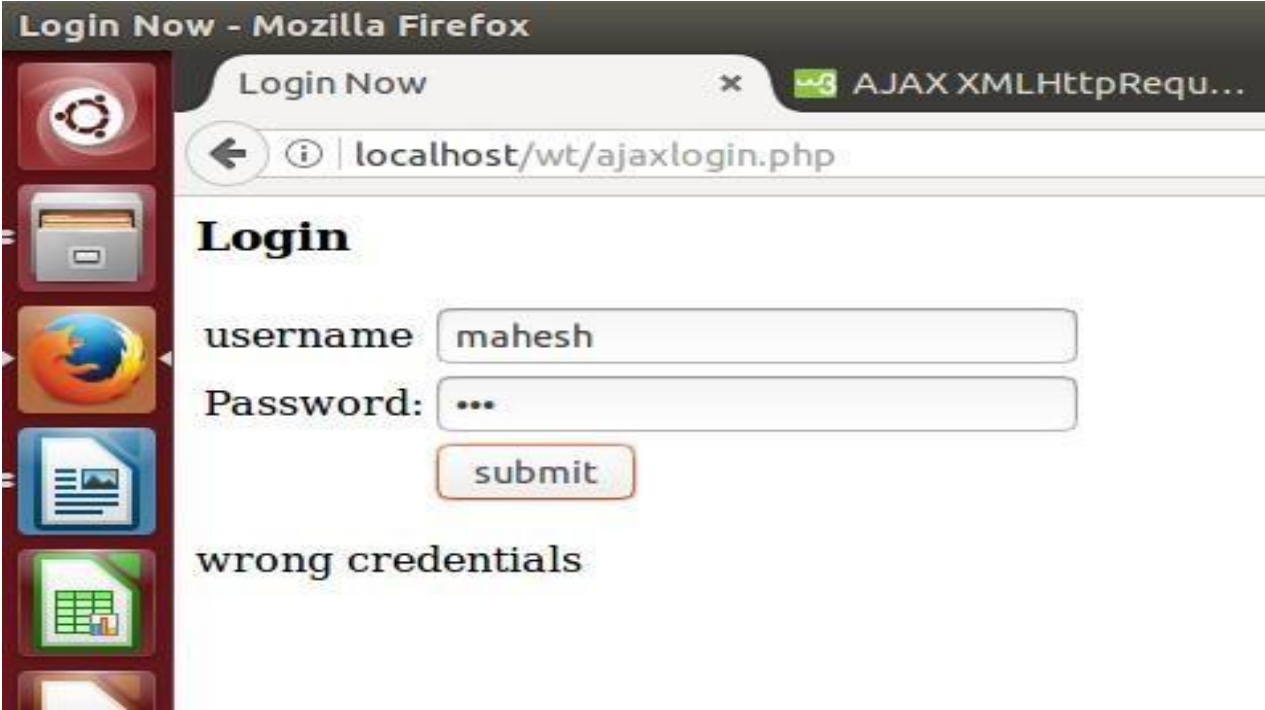 Login Now - Mozilla Firefox
Login Now × w3 AJAX XMLHttpRequ...
localhost/wt/ajaxlogin.php
Login
username mahesh
Password: •••
submit
wrong credentials